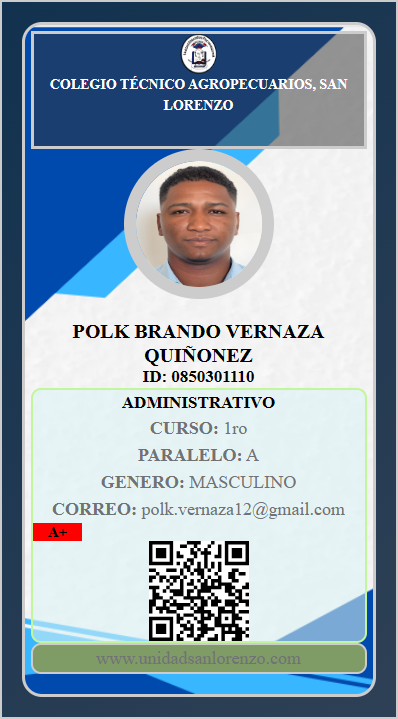 COLEGIO TÉCNICO AGROPECUARIOS, SAN
LORENZO
POLK BRANDO VERNAZA
QUIÑONEZ
ID: 0850301110
ADMINISTRATIVO
CURSO: 1ro
PARALELO: A
GENERO: MASCULINO
CORREO: polk.vernaza12@gmail.com
A+
www.unidadsanlorenzo.com